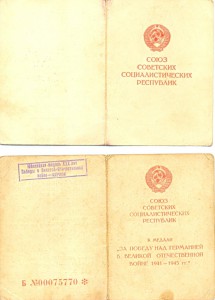 СОЮЗ
СОВЕТСКИХ
СОЦИАЛИСТИЧЕСКИХ
РЕСПУБЛИК
СОЮЗ
СОВЕТСКИХ
СОЦИАЛИСТИЧЕСКИХ
РЕСПУБЛИК
К МЕДАЛИ
„ЗА ПОБЕДУ НАД ГЕРМАНИЕЙ
В ВЕЛИКОЙ ОТЕЧЕСТВЕННОЙ
ВОЙНЕ 1941—1945 гг."
Б №00075770